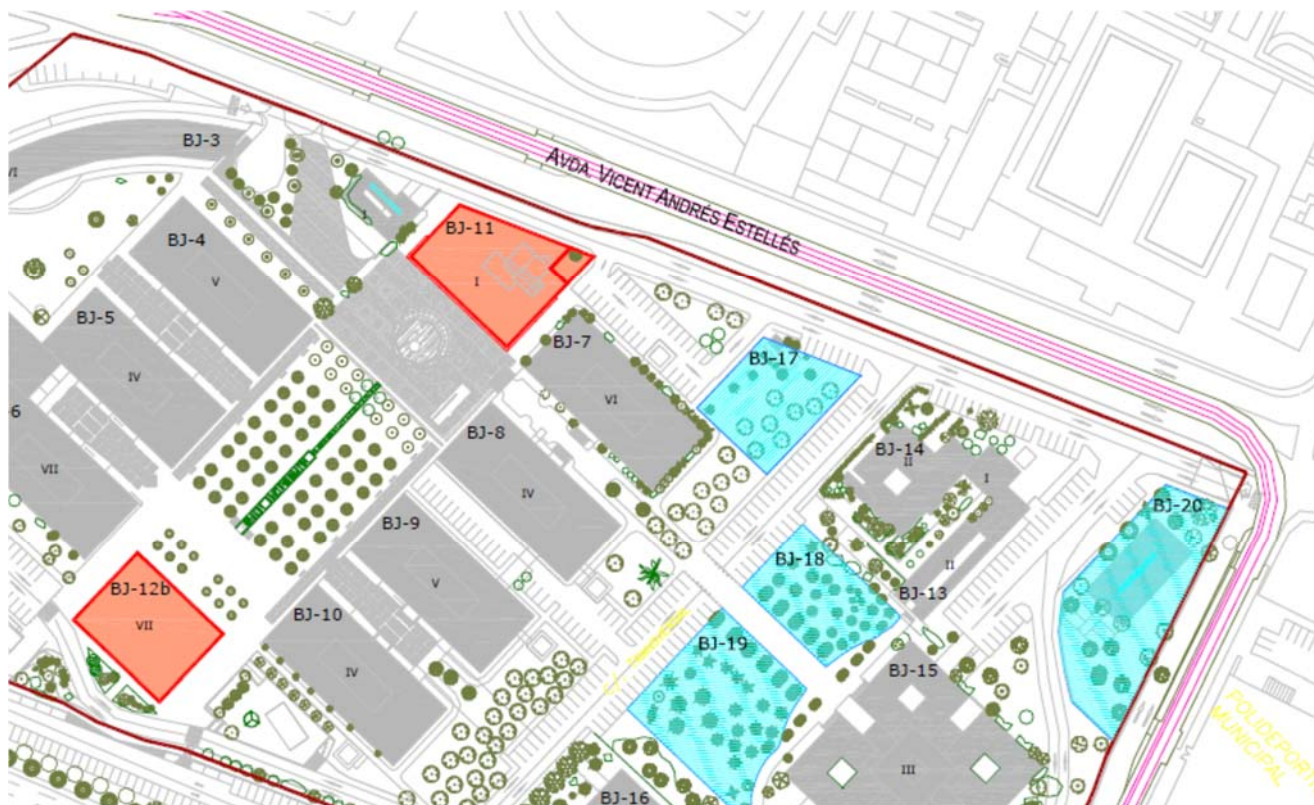 BJ-3
VI
AVDA. VICENT ANDRÉS ESTELLÉS
BJ-11
I
BJ-4
V
BJ-5
IV
BJ-7
VI
BJ-17
6
VII
BJ-8
IV
BJ-14
II
I
BJ-20
BJ-9
V
BJ-18
II
BJ-13
BJ-12b
VII
BJ-10
IV
BJ-19
BJ-15
III
BJ-16
POLIDEPORT
MUNICIPAL